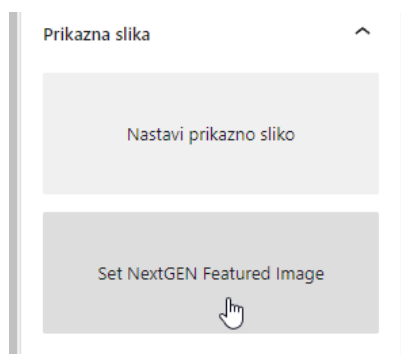 Prikazna slika
Nastavi prikazno sliko
Set NextGEN Featured Image